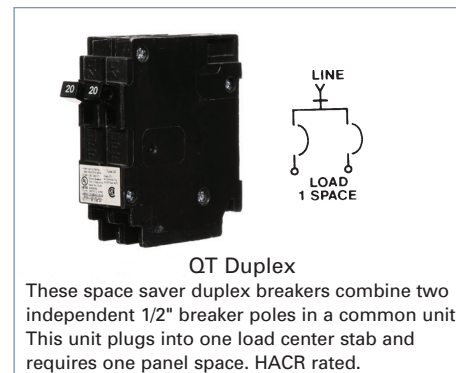 20 20
LINE
LOAD
1 SPACE
QT Duplex
These space saver duplex breakers combine two
independent 1/2" breaker poles in a common unit
This unit plugs into one load center stab and
requires one panel space. HACR rated.